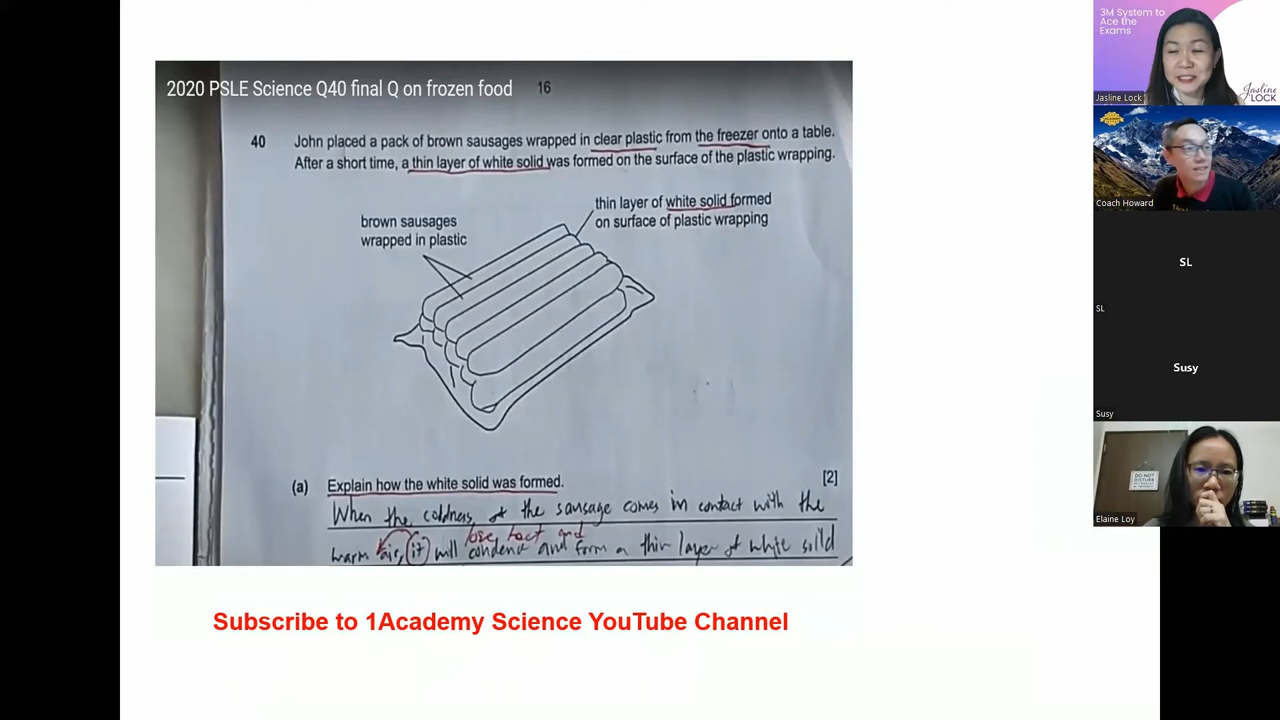 3M System to
Ace the
Exams
Jasline
LOCK
Jasline Lock
Coach Howard
SL
SL
Susy
Susy
DO NOT
DISTURB
Elaine Loy
2020 PSLE Science Q40 final Q on frozen food
16
40 John placed a pack of brown sausages wrapped in clear plastic from the freezer onto a table.
After a short time, a thin layer of white solid was formed on the surface of the plastic wrapping.
thin layer of white solid formed
on surface of plastic wrapping
brown sausages
wrapped in plastic
(a) Explain how the white solid was formed. [2]
When the coldness of the sausage comes in contact with the
lose heat and
warm air, it will condense and form a thin layer of white solid
Subscribe to 1Academy Science YouTube Channel